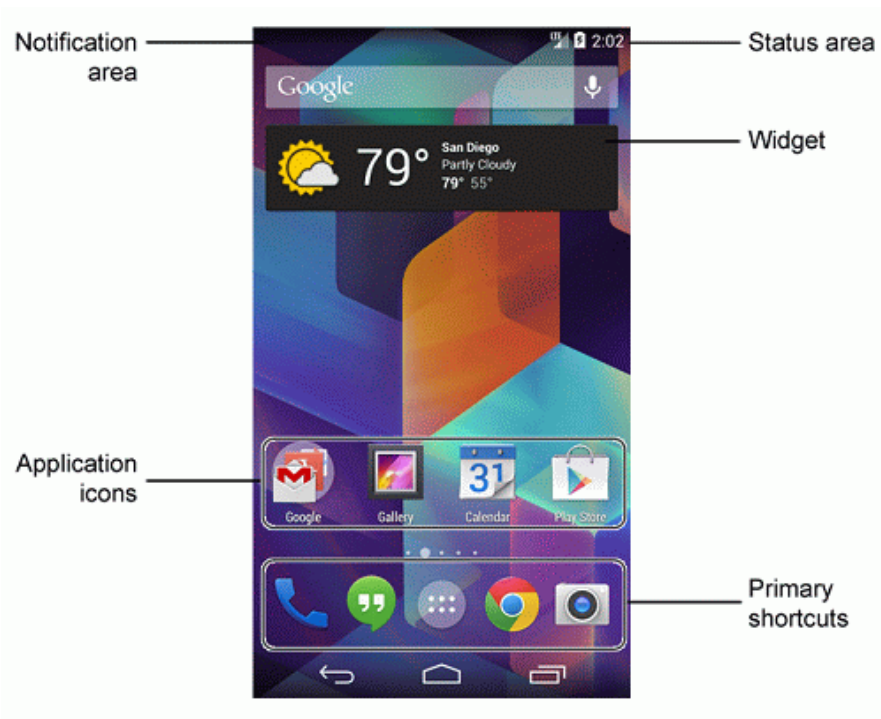 Notification area
Status area
LTE
2:02
Google
Widget
79°
San Diego
Partly Cloudy
79° 55°
Application icons
31
Google
Gallery
Calendar
Play Store
Primary shortcuts